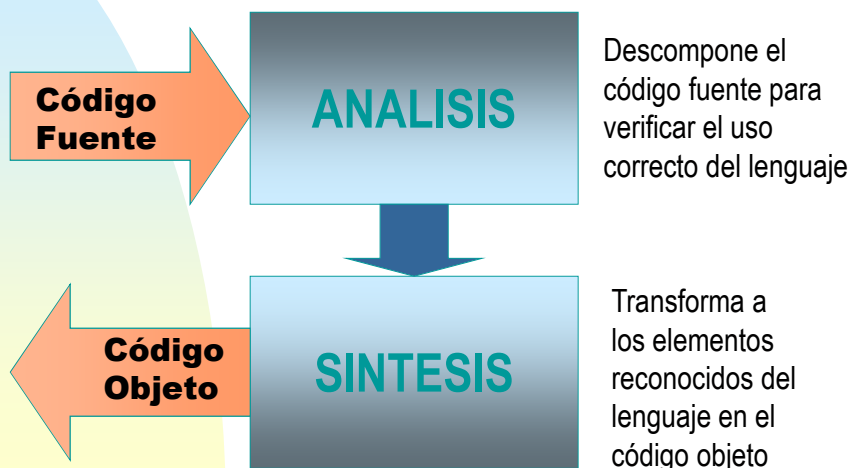 Código
Fuente
ANALISIS
Descompone el
código fuente para
verificar el uso
correcto del lenguaje
Código
Objeto
SINTESIS
Transforma a
los elementos
reconocidos del
lenguaje en el
código objeto